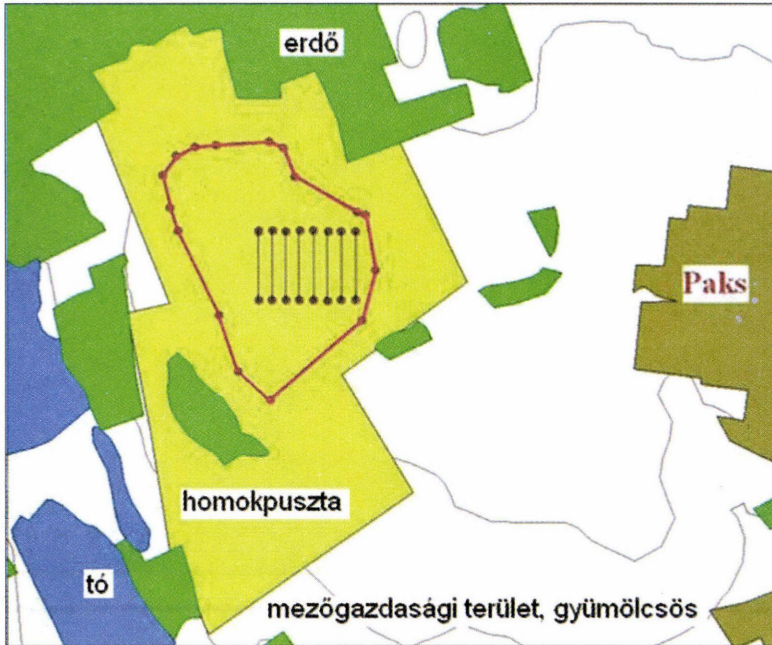 erdő
Paks
homokpuszta
tó
mezőgazdasági terület, gyümölcsös